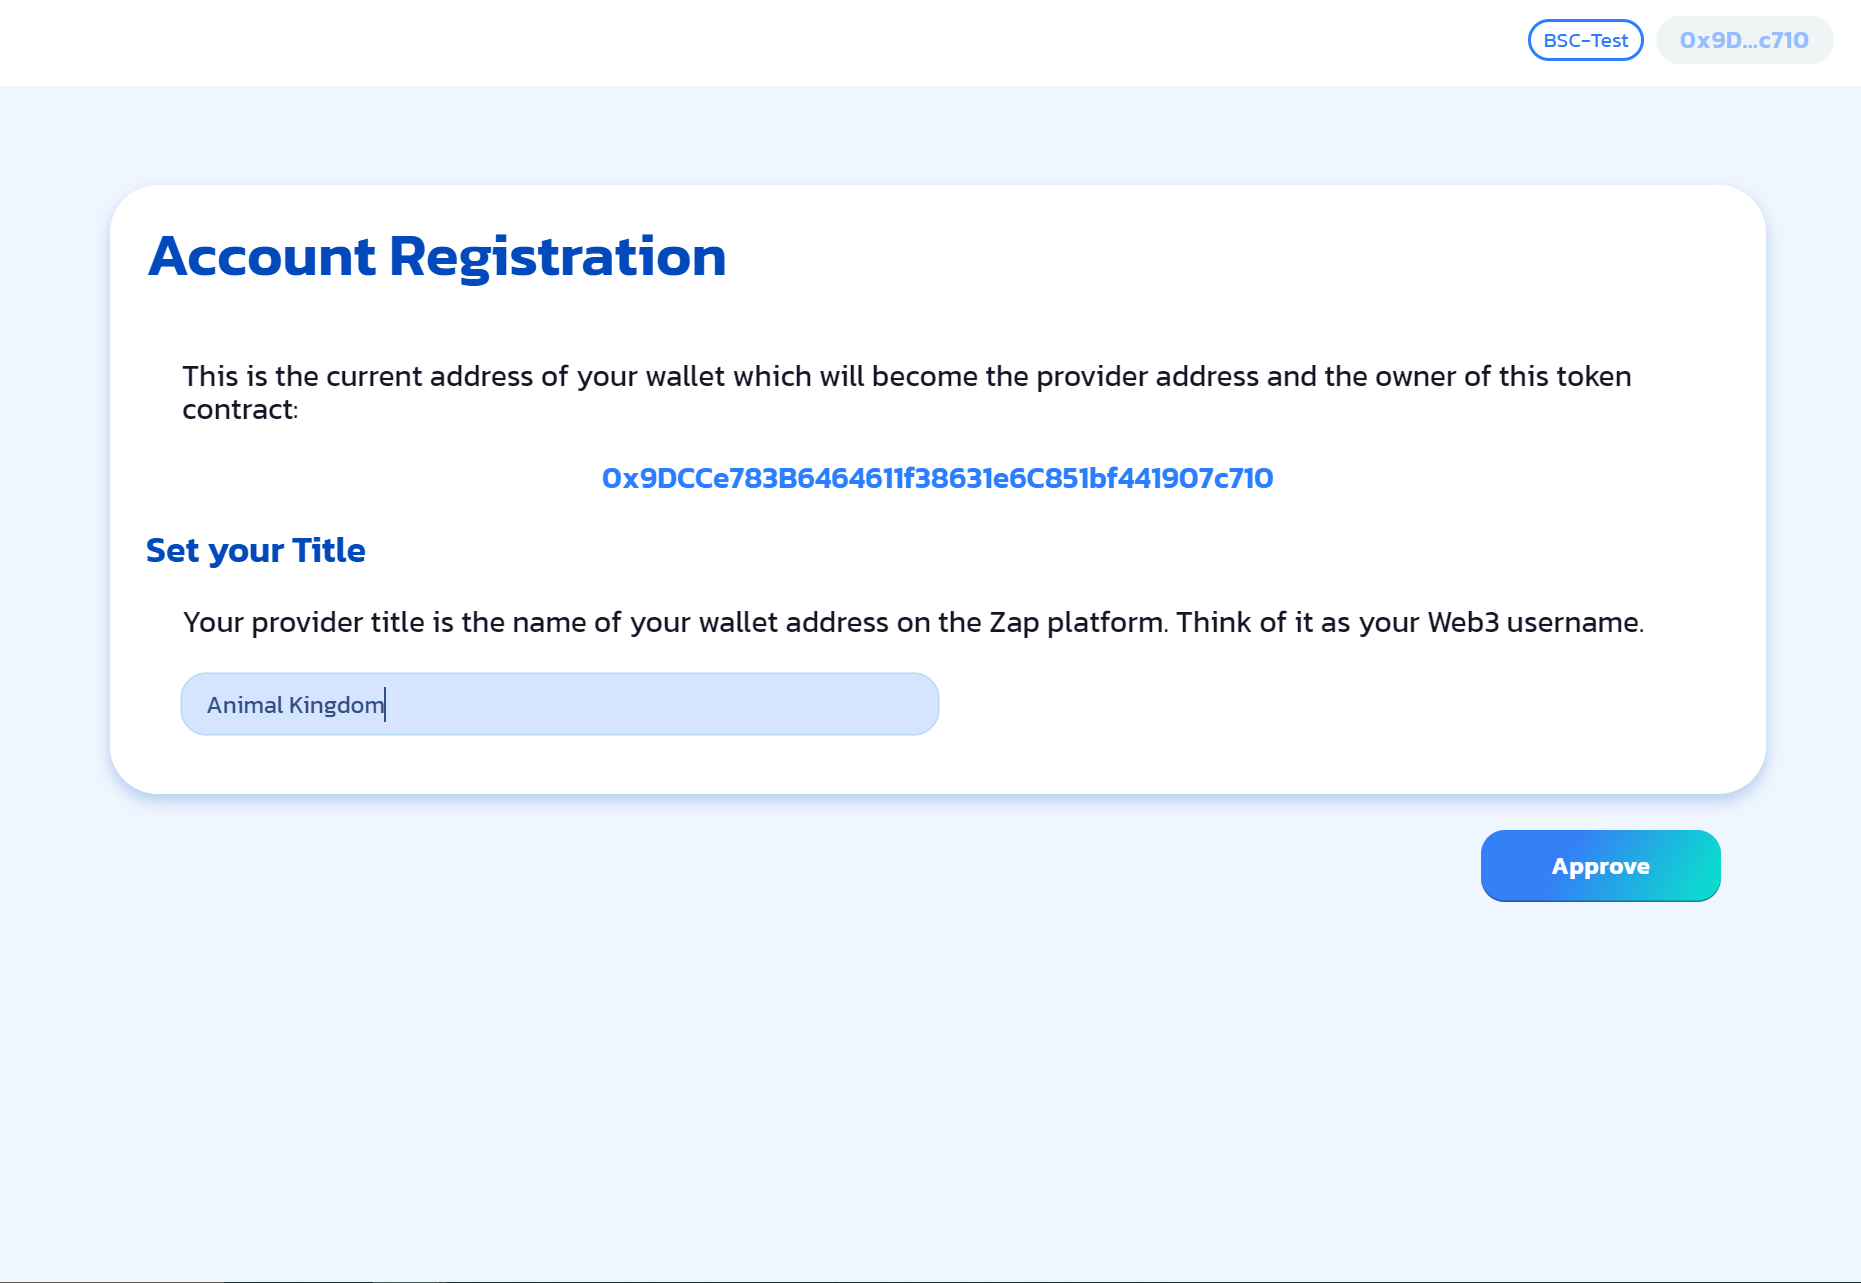 BSC-Test
0x9D...c710
Account Registration
This is the current address of your wallet which will become the provider address and the owner of this token
contract:
0x9DCCe783B6464611f38631e6C851bf441907c710
Set your Title
Your provider title is the name of your wallet address on the Zap platform. Think of it as your Web3 username.
Animal Kingdom
Approve